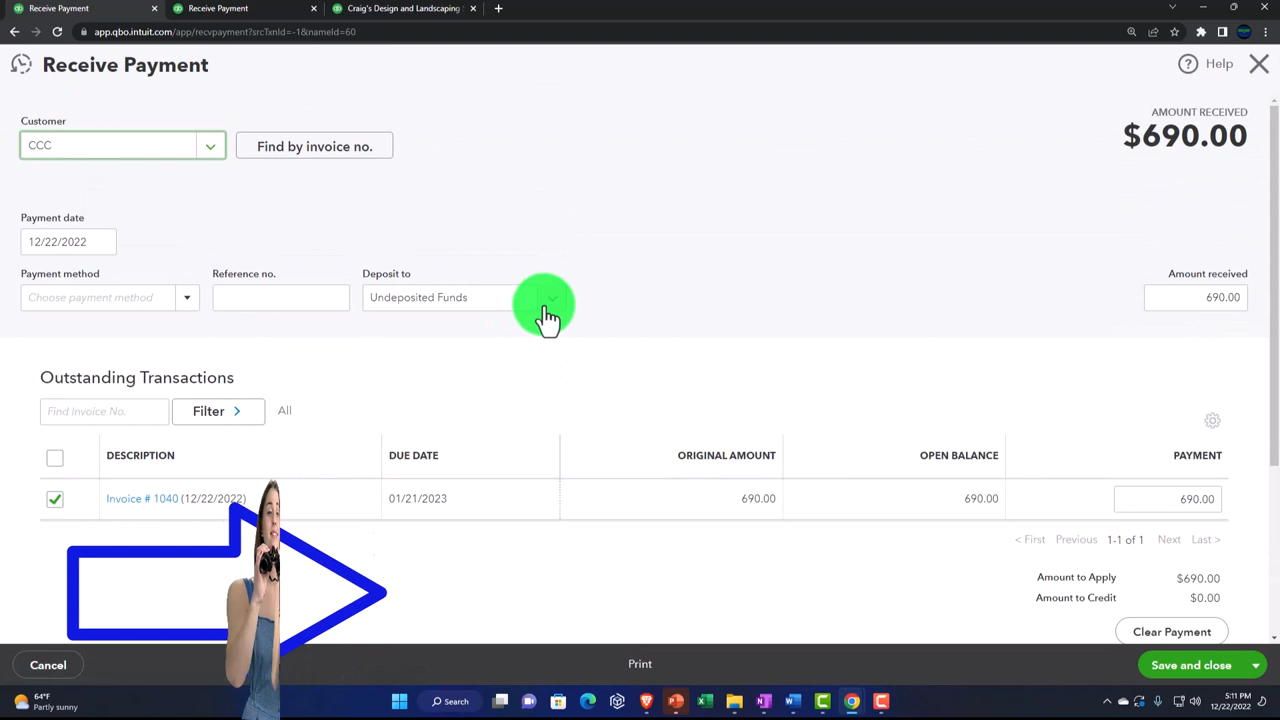 Receive Payment
Receive Payment
Craig's Design and Landscaping S
app.qbo.intuit.com/app/recvpayment?srcTxnId=-1&nameId=60
Receive Payment
Help
Customer
AMOUNT RECEIVED
CCC
Find by invoice no.
$690.00
Payment date
12/22/2022
Payment method
Reference no.
Deposit to
Amount received
Choose payment method
Undeposited Funds
690.00
Outstanding Transactions
Find Invoice No.
Filter >
All
DESCRIPTION
DUE DATE
ORIGINAL AMOUNT
OPEN BALANCE
PAYMENT
Invoice # 1040 (12/22/2022)
01/21/2023
690.00
690.00
690.00
< First Previous 1-1 of 1 Next Last >
Amount to Apply
$690.00
Amount to Credit
$0.00
Clear Payment
Cancel
Print
Save and close
64°F
Partly sunny
Search
5:11 PM
12/22/2022